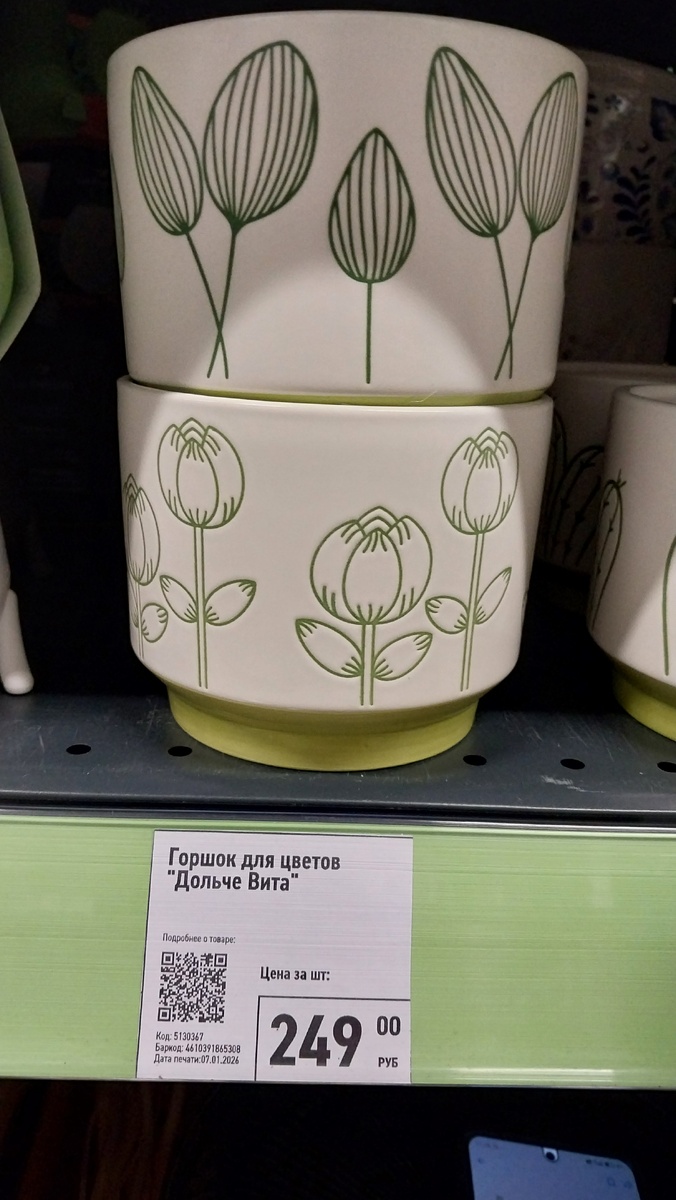 Горшок для цветов
"Дольче Вита"
Подробнее о товаре:
Цена за шт:
249 00
РУБ
Код: 5130367
Баркод: 4610391865308
Дата печати:07.01.2026